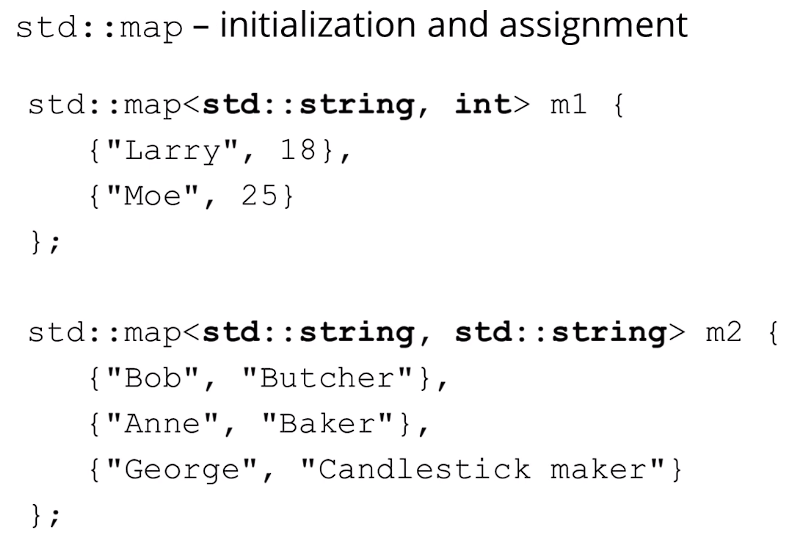 std::map – initialization and assignment
std::map<std::string, int> m1 {
{"Larry", 18},
{"Moe", 25}
};
std::map<std::string, std::string> m2 {
{"Bob", "Butcher"},
{"Anne", "Baker"},
{"George", "Candlestick maker"}
};